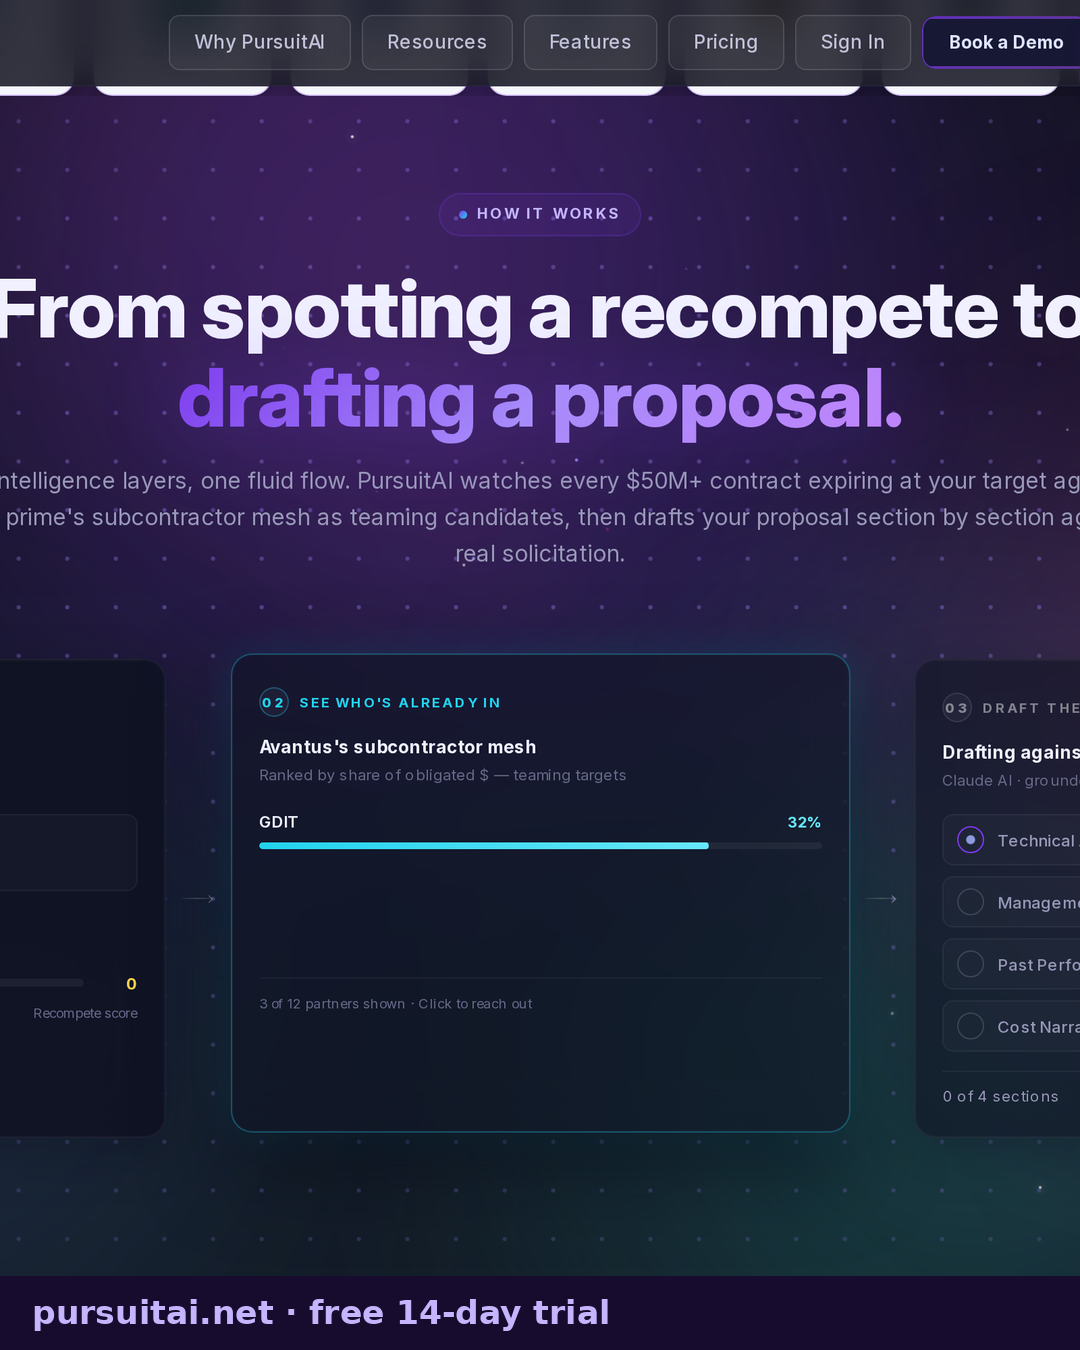 Why PursuitAI
Resources
Features
Pricing
Sign In
Book a Demo
HOW IT WORKS
From spotting a recompete to
drafting a proposal.
ntelligence layers, one fluid flow. PursuitAI watches every $50M+ contract expiring at your target ag
prime's subcontractor mesh as teaming candidates, then drafts your proposal section by section ag
real solicitation.
0
Recompete score
02 SEE WHO'S ALREADY IN
Avantus's subcontractor mesh
Ranked by share of obligated $ — teaming targets
GDIT 32%
3 of 12 partners shown · Click to reach out
03 DRAFT THE
Drafting agains
Claude AI · ground
Technical
Managem
Past Perfo
Cost Narra
0 of 4 sections
pursuitai.net · free 14-day trial